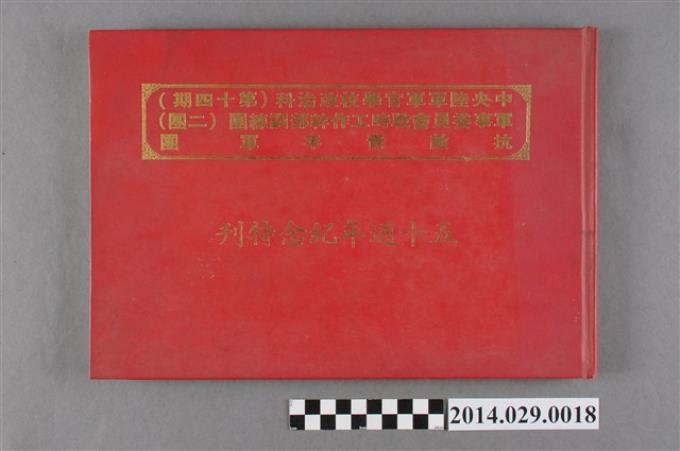 中央陸軍軍官學校政治科(第十四期)
軍事委員會戰時工作幹部訓練團(二團)
抗敵青年軍團
五十週年紀念特刊
2014.029.0018